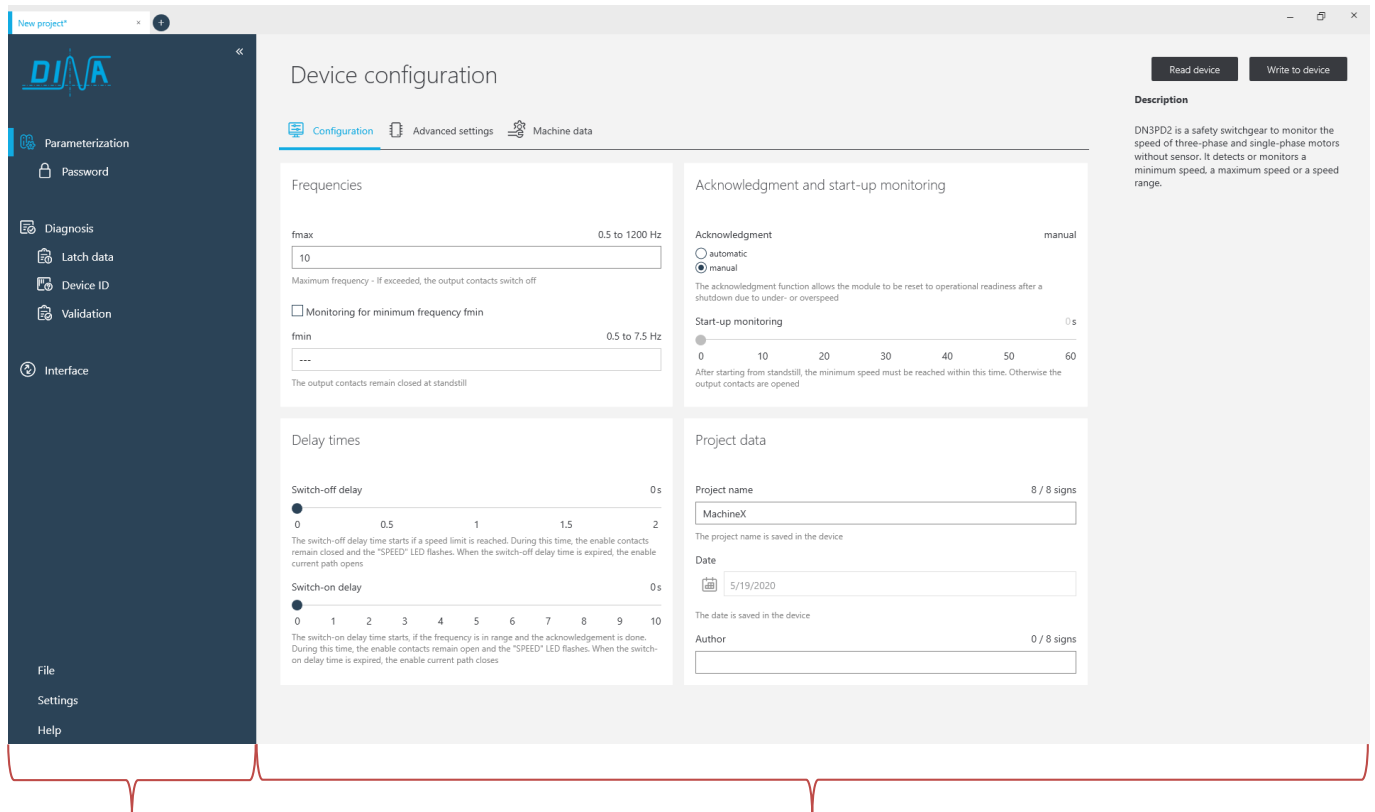 New project*
DINA
Parameterization
Password
Diagnosis
Latch data
Device ID
Validation
Interface
File
Settings
Help
Device configuration
Configuration Advanced settings Machine data
Frequencies
fmax 0.5 to 1200 Hz
10
Maximum frequency - If exceeded, the output contacts switch off
Monitoring for minimum frequency fmin
fmin 0.5 to 7.5 Hz
---
The output contacts remain closed at standstill
Acknowledgment and start-up monitoring
Acknowledgment manual
automatic
manual
The acknowledgment function allows the module to be reset to operational readiness after a
shutdown due to under- or overspeed
Start-up monitoring 0 s
0 10 20 30 40 50 60
After starting from standstill, the minimum speed must be reached within this time. Otherwise the
output contacts are opened
Delay times
Switch-off delay 0 s
0 0.5 1 1.5 2
The switch-off delay time starts if a speed limit is reached. During this time, the enable contacts
remain closed and the "SPEED" LED flashes. When the switch-off delay time is expired, the enable
current path opens
Switch-on delay 0 s
0 1 2 3 4 5 6 7 8 9 10
The switch-on delay time starts, if the frequency is in range and the acknowledgement is done.
During this time, the enable contacts remain open and the "SPEED" LED flashes. When the switch-
on delay time is expired, the enable current path closes
Project data
Project name 8 / 8 signs
MachineX
The project name is saved in the device
Date
5/19/2020
The date is saved in the device
Author 0 / 8 signs
Read device Write to device
Description
DN3PD2 is a safety switchgear to monitor the
speed of three-phase and single-phase motors
without sensor. It detects or monitors a
minimum speed, a maximum speed or a speed
range.